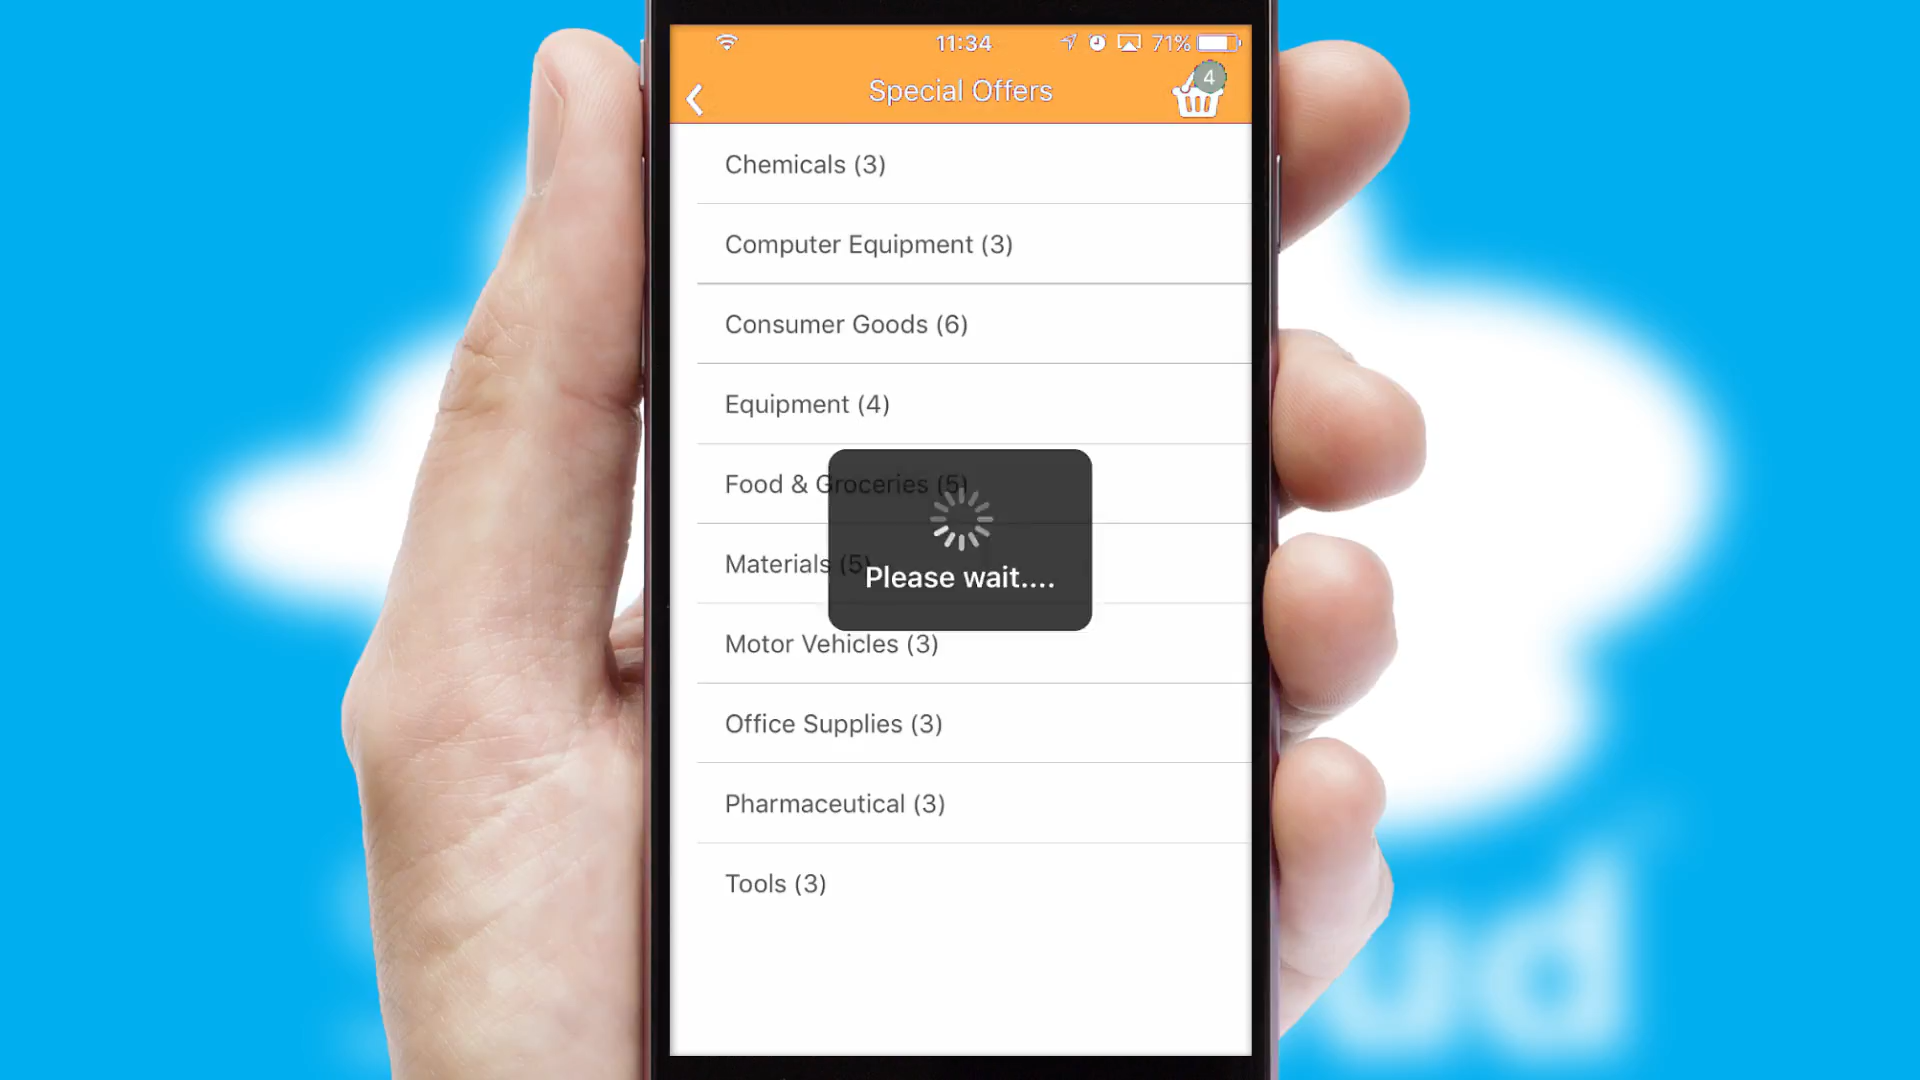 11:34
71%
Special Offers
4
Chemicals (3)
Computer Equipment (3)
Consumer Goods (6)
Equipment (4)
Food & Groceries (5)
Materials (5)
Please wait....
Motor Vehicles (3)
Office Supplies (3)
Pharmaceutical (3)
Tools (3)
ud